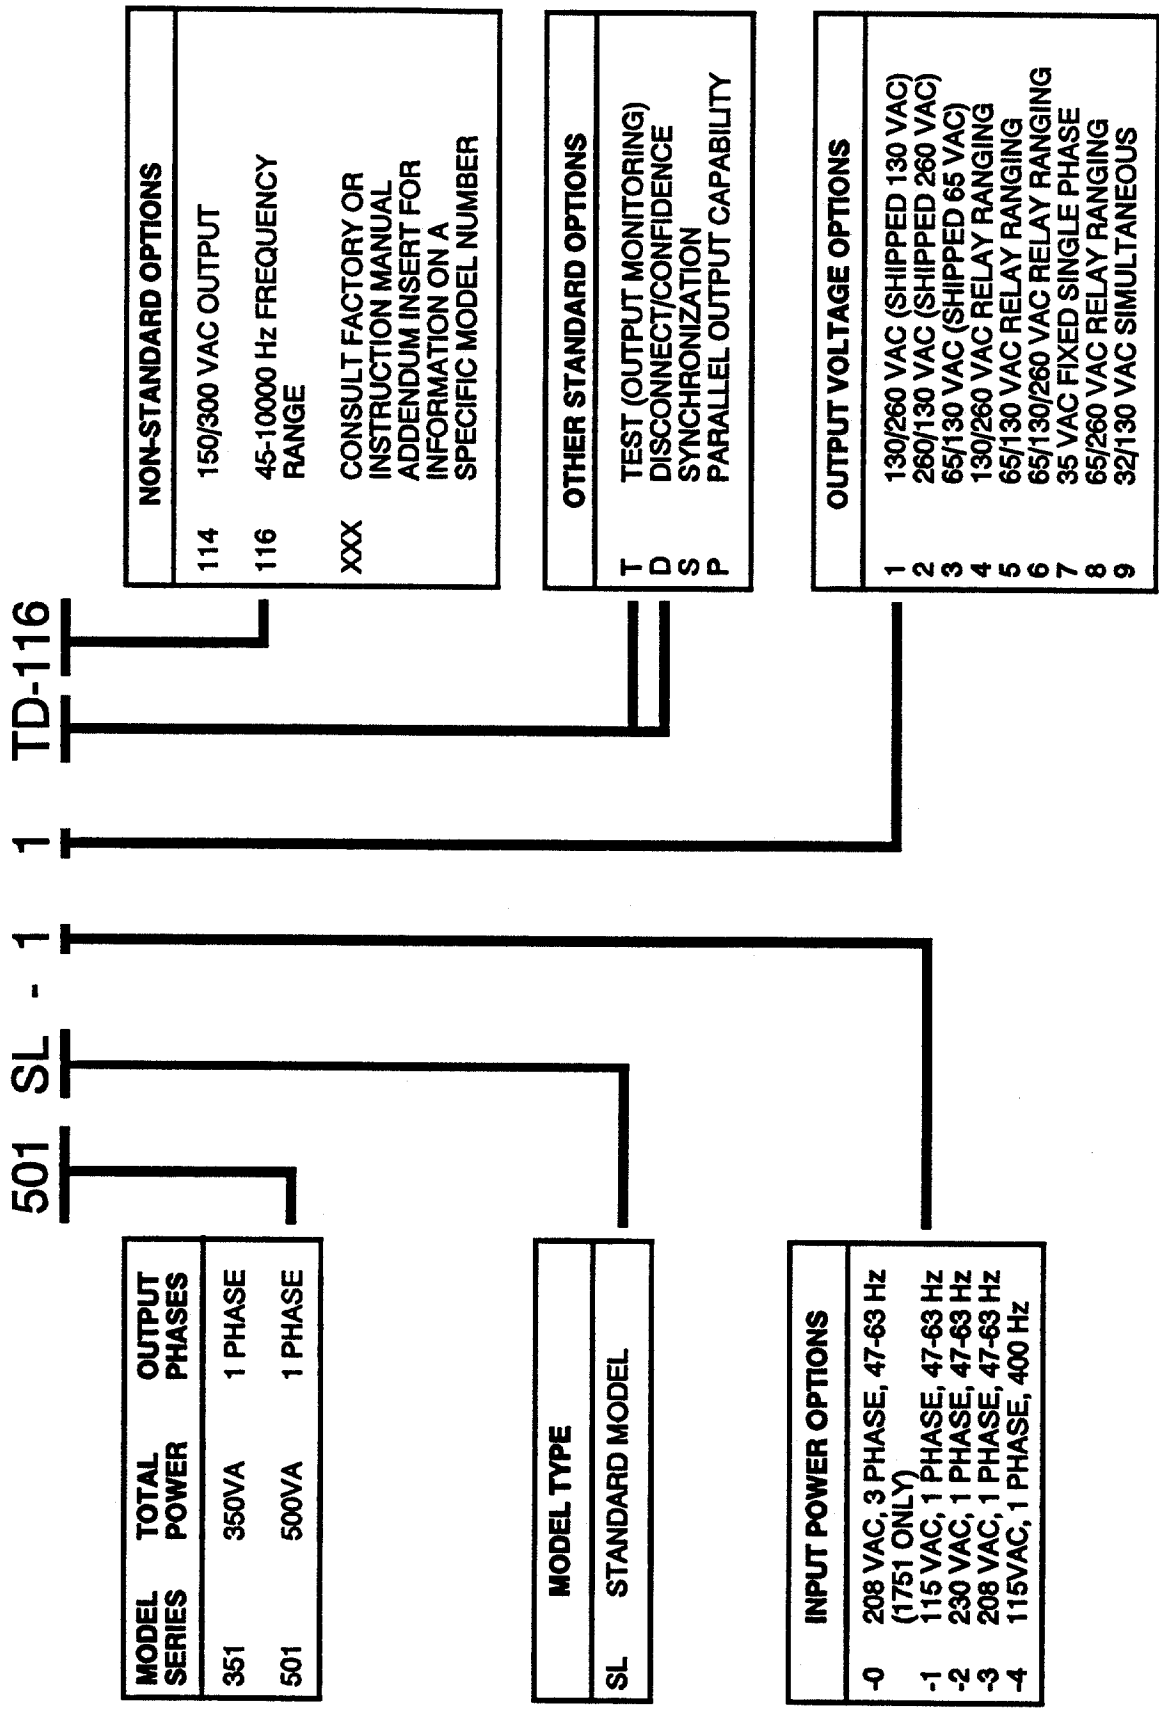 501 SL - 1 1 TD-116
MODEL SERIES TOTAL POWER OUTPUT PHASES
351 350VA 1 PHASE
501 500VA 1 PHASE
MODEL TYPE
SL STANDARD MODEL
INPUT POWER OPTIONS
-0 208 VAC, 3 PHASE, 47-63 Hz
(1751 ONLY)
-1 115 VAC, 1 PHASE, 47-63 Hz
-2 230 VAC, 1 PHASE, 47-63 Hz
-3 208 VAC, 1 PHASE, 47-63 Hz
-4 115VAC, 1 PHASE, 400 Hz
NON-STANDARD OPTIONS
114 150/300 VAC OUTPUT
116 45-10000 Hz FREQUENCY
RANGE
XXX CONSULT FACTORY OR
INSTRUCTION MANUAL
ADDENDUM INSERT FOR
INFORMATION ON A
SPECIFIC MODEL NUMBER
OTHER STANDARD OPTIONS
T TEST (OUTPUT MONITORING)
D DISCONNECT/CONFIDENCE
S SYNCHRONIZATION
P PARALLEL OUTPUT CAPABILITY
OUTPUT VOLTAGE OPTIONS
1 130/260 VAC (SHIPPED 130 VAC)
2 260/130 VAC (SHIPPED 260 VAC)
3 65/130 VAC (SHIPPED 65 VAC)
4 130/260 VAC RELAY RANGING
5 65/130 VAC RELAY RANGING
6 65/130/260 VAC RELAY RANGING
7 35 VAC FIXED SINGLE PHASE
8 65/260 VAC RELAY RANGING
9 32/130 VAC SIMULTANEOUS